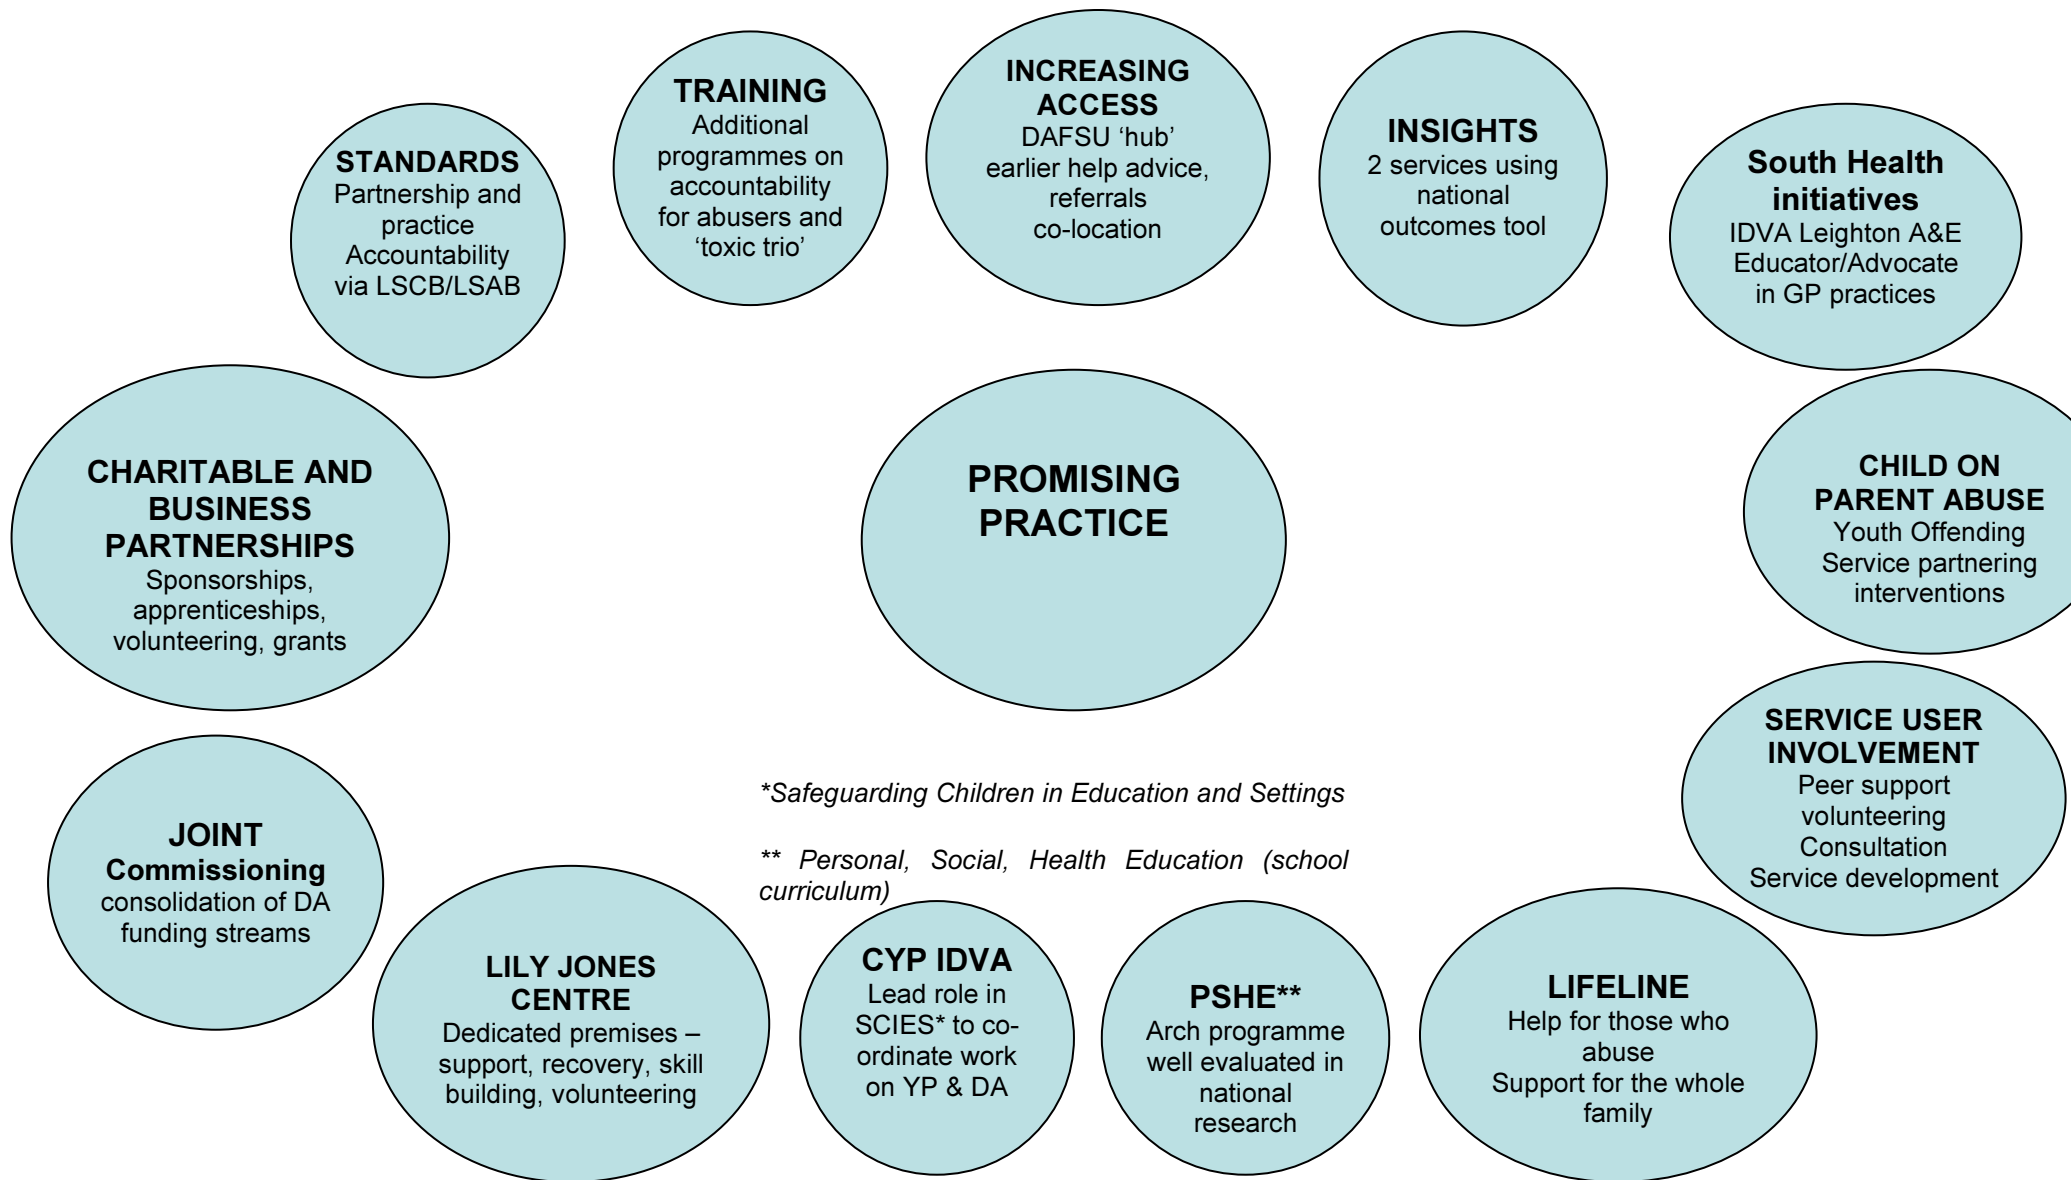 STANDARDS
Partnership and
practice
Accountability
via LSCB/LSAB
TRAINING
Additional
programmes on
accountability
for abusers and
‘toxic trio’
INCREASING
ACCESS
DAFSU ‘hub’
earlier help advice,
referrals
co-location
INSIGHTS
2 services using
national
outcomes tool
South Health
initiatives
IDVA Leighton A&E
Educator/Advocate
in GP practices
CHARITABLE AND
BUSINESS
PARTNERSHIPS
Sponsorships,
apprenticeships,
volunteering, grants
PROMISING
PRACTICE
CHILD ON
PARENT ABUSE
Youth Offending
Service partnering
interventions
SERVICE USER
INVOLVEMENT
Peer support
volunteering
Consultation
Service development
*Safeguarding Children in Education and Settings
** Personal, Social, Health Education (school
curriculum)
JOINT
Commissioning
consolidation of DA
funding streams
LILY JONES
CENTRE
Dedicated premises –
support, recovery, skill
building, volunteering
CYP IDVA
Lead role in
SCIES* to co-
ordinate work
on YP & DA
PSHE**
Arch programme
well evaluated in
national
research
LIFELINE
Help for those who
abuse
Support for the whole
family